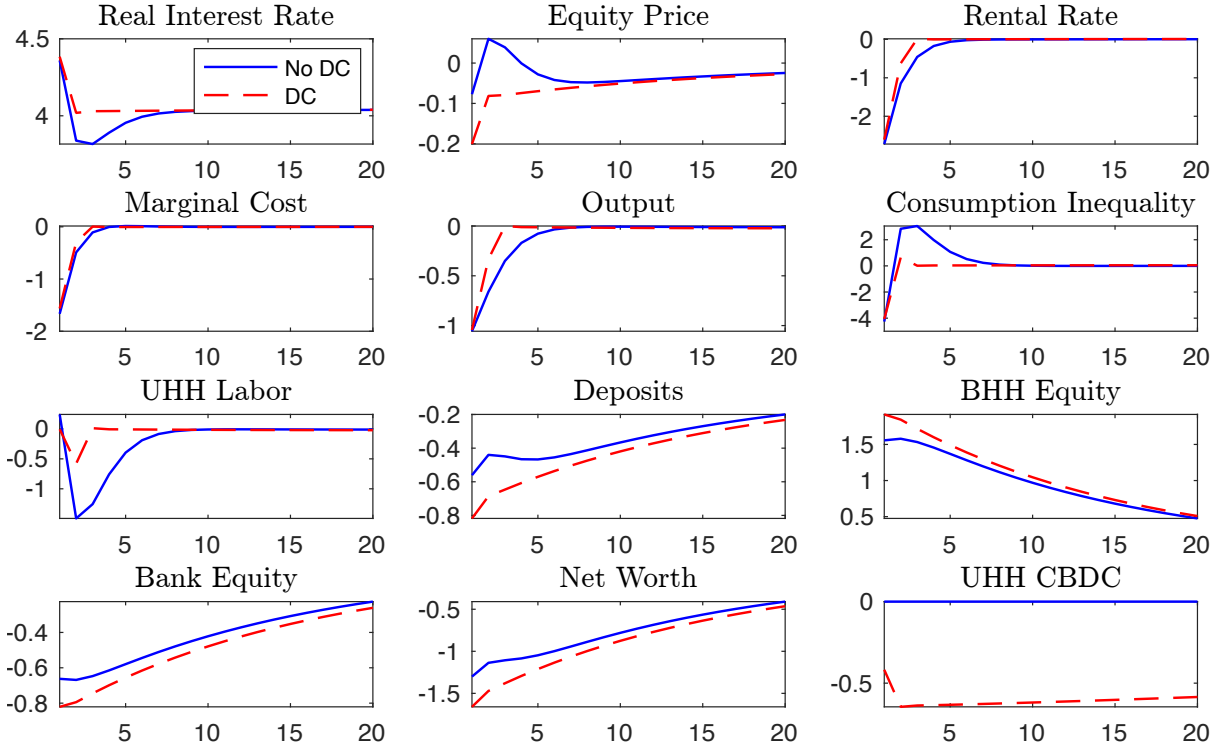 Real Interest Rate
4.5
4
No DC
DC
5 10 15 20
Equity Price
0
-0.1
-0.2
5 10 15 20
Rental Rate
0
-1
-2
5 10 15 20
Marginal Cost
0
-1
-2
5 10 15 20
Output
0
-0.5
-1
5 10 15 20
Consumption Inequality
2
0
-2
-4
5 10 15 20
UHH Labor
0
-0.5
-1
5 10 15 20
Deposits
-0.2
-0.4
-0.6
-0.8
5 10 15 20
BHH Equity
1.5
1
0.5
5 10 15 20
Bank Equity
-0.4
-0.6
-0.8
5 10 15 20
Net Worth
-0.5
-1
-1.5
5 10 15 20
UHH CBDC
0
-0.5
5 10 15 20